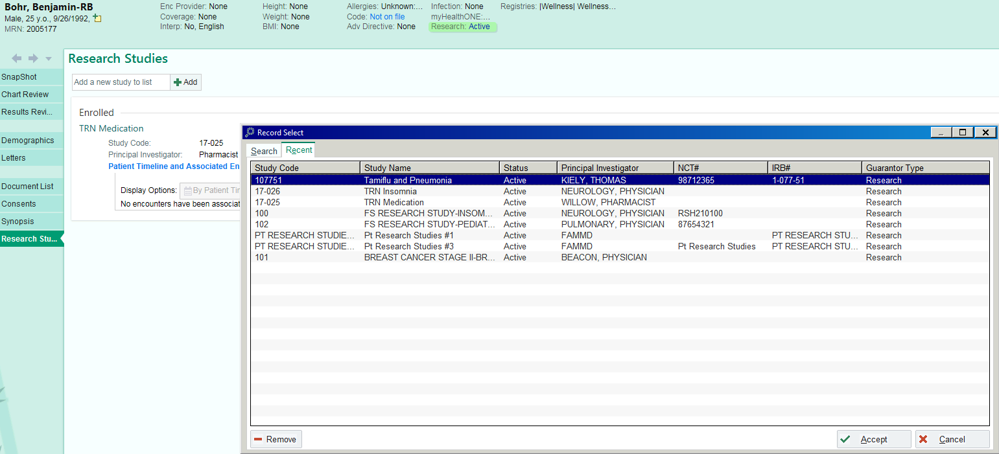 Bohr, Benjamin-RB
Male, 25 y.o., 9/26/1992,
MRN: 2005177
Enc Provider: None
Coverage: None
Interp: No, English
Height: None
Weight: None
BMI: None
Allergies: Unknown:...
Code: Not on file
Adv Directive: None
Infection: None
myHealthONE:...
Research: Active
Registries: |Wellness| Wellness...
SnapShot
Chart Review
Results Revi...
Demographics
Letters
Document List
Consents
Synopsis
Research Stu...
Research Studies
Add a new study to list Add
Enrolled
TRN Medication
Study Code: 17-025
Principal Investigator: Pharmacist
Patient Timeline and Associated En
Display Options: By Patient Tir
No encounters have been associat
Record Select
Search Recent
Study Code Study Name Status Principal Investigator NCT# IRB# Guarantor Type
107751 Tamiflu and Pneumonia Active KIELY, THOMAS 98712365 1-077-51 Research
17-026 TRN Insomnia Active NEUROLOGY, PHYSICIAN Research
17-025 TRN Medication Active WILLOW, PHARMACIST Research
100 FS RESEARCH STUDY-INSOM... Active NEUROLOGY, PHYSICIAN RSH210100 Research
102 FS RESEARCH STUDY-PEDIAT... Active PULMONARY, PHYSICIAN 87654321 Research
PT RESEARCH STUDIE... Pt Research Studies #1 Active FAMMD PT RESEARCH STU... Research
PT RESEARCH STUDIE... Pt Research Studies #3 Active FAMMD Pt Research Studies PT RESEARCH STU... Research
101 BREAST CANCER STAGE II-BR... Active BEACON, PHYSICIAN Research
Remove Accept Cancel